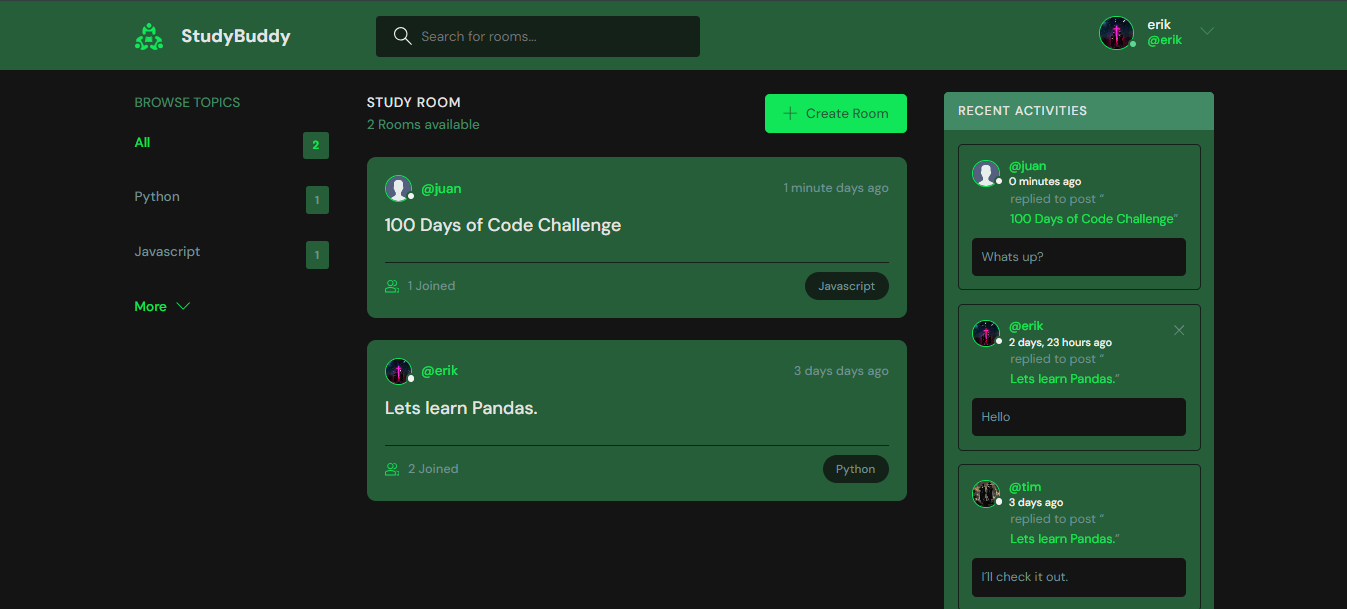 StudyBuddy
Search for rooms...
erik
@erik
BROWSE TOPICS
All
2
Python
1
Javascript
1
More
STUDY ROOM
2 Rooms available
Create Room
@juan
1 minute days ago
100 Days of Code Challenge
1 Joined
Javascript
@erik
3 days days ago
Lets learn Pandas.
2 Joined
Python
RECENT ACTIVITIES
@juan
0 minutes ago
replied to post “
100 Days of Code Challenge”
Whats up?
@erik
2 days, 23 hours ago
replied to post “
Lets learn Pandas.”
Hello
@tim
3 days ago
replied to post “
Lets learn Pandas.”
I'll check it out.